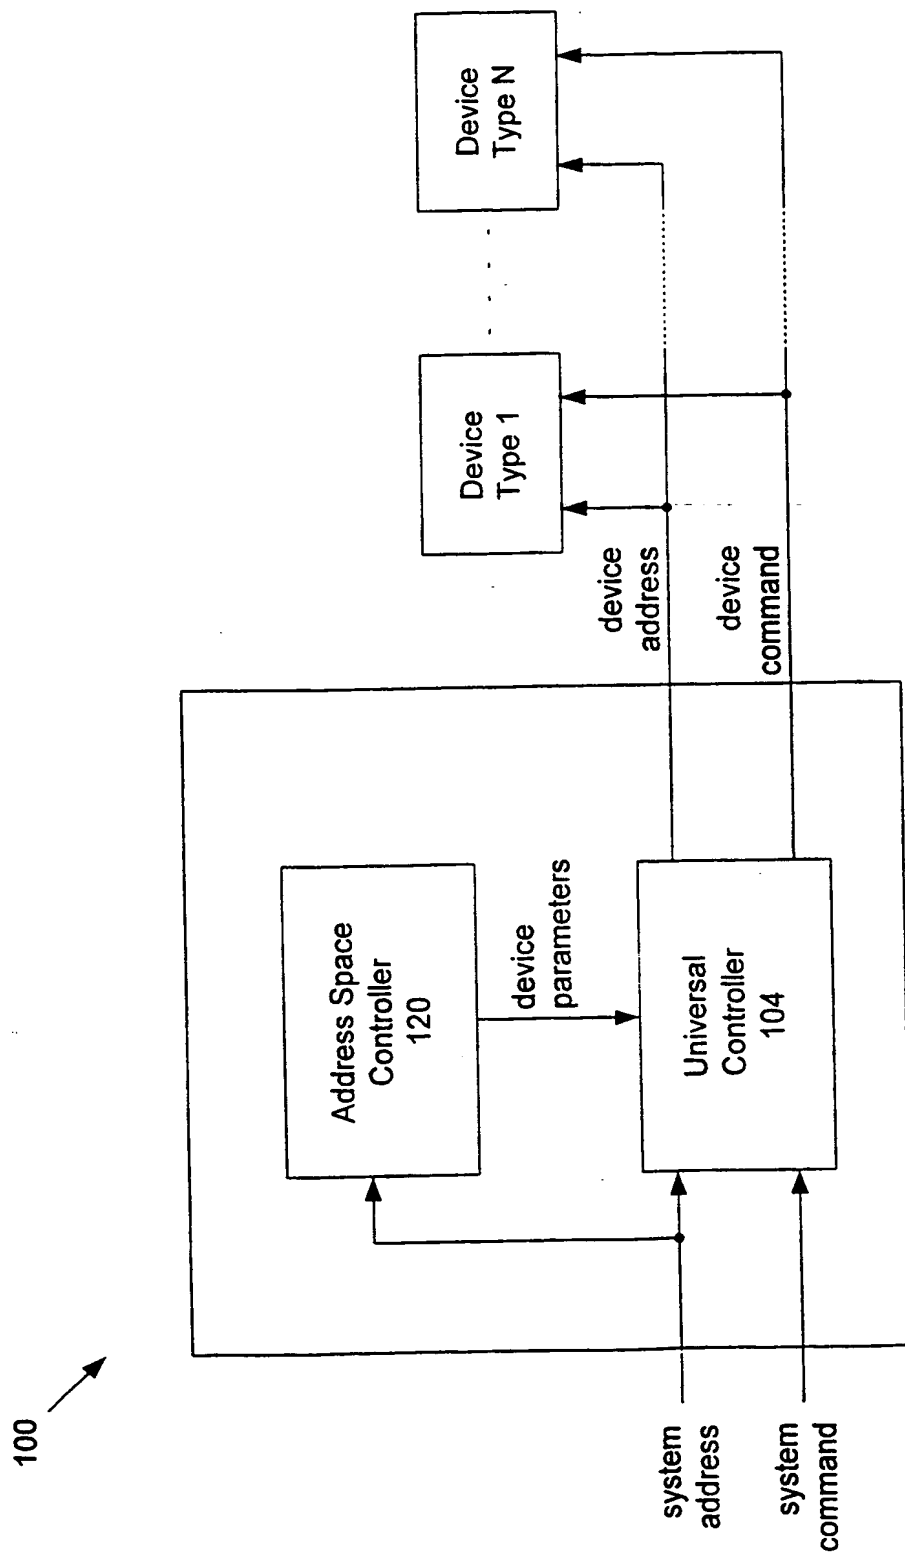 100
Address Space
Controller
120
device
parameters
Universal
Controller
104
system
address
system
command
device
address
device
command
Device
Type 1
Device
Type N